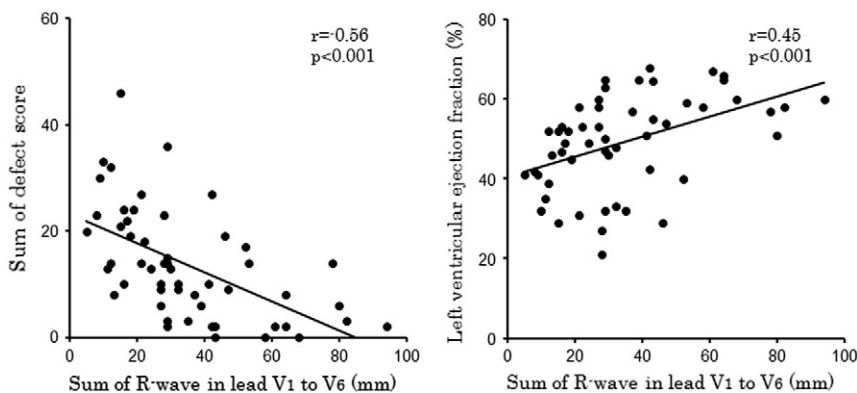 r=-0.56
p<0.001
Sum of defect score
60
40
20
0
0 20 40 60 80 100
Sum of R-wave in lead V1 to V6 (mm)
r=0.45
p<0.001
Left ventricular ejection fraction (%)
80
60
40
20
0
0 20 40 60 80 100
Sum of R-wave in lead V1 to V6 (mm)